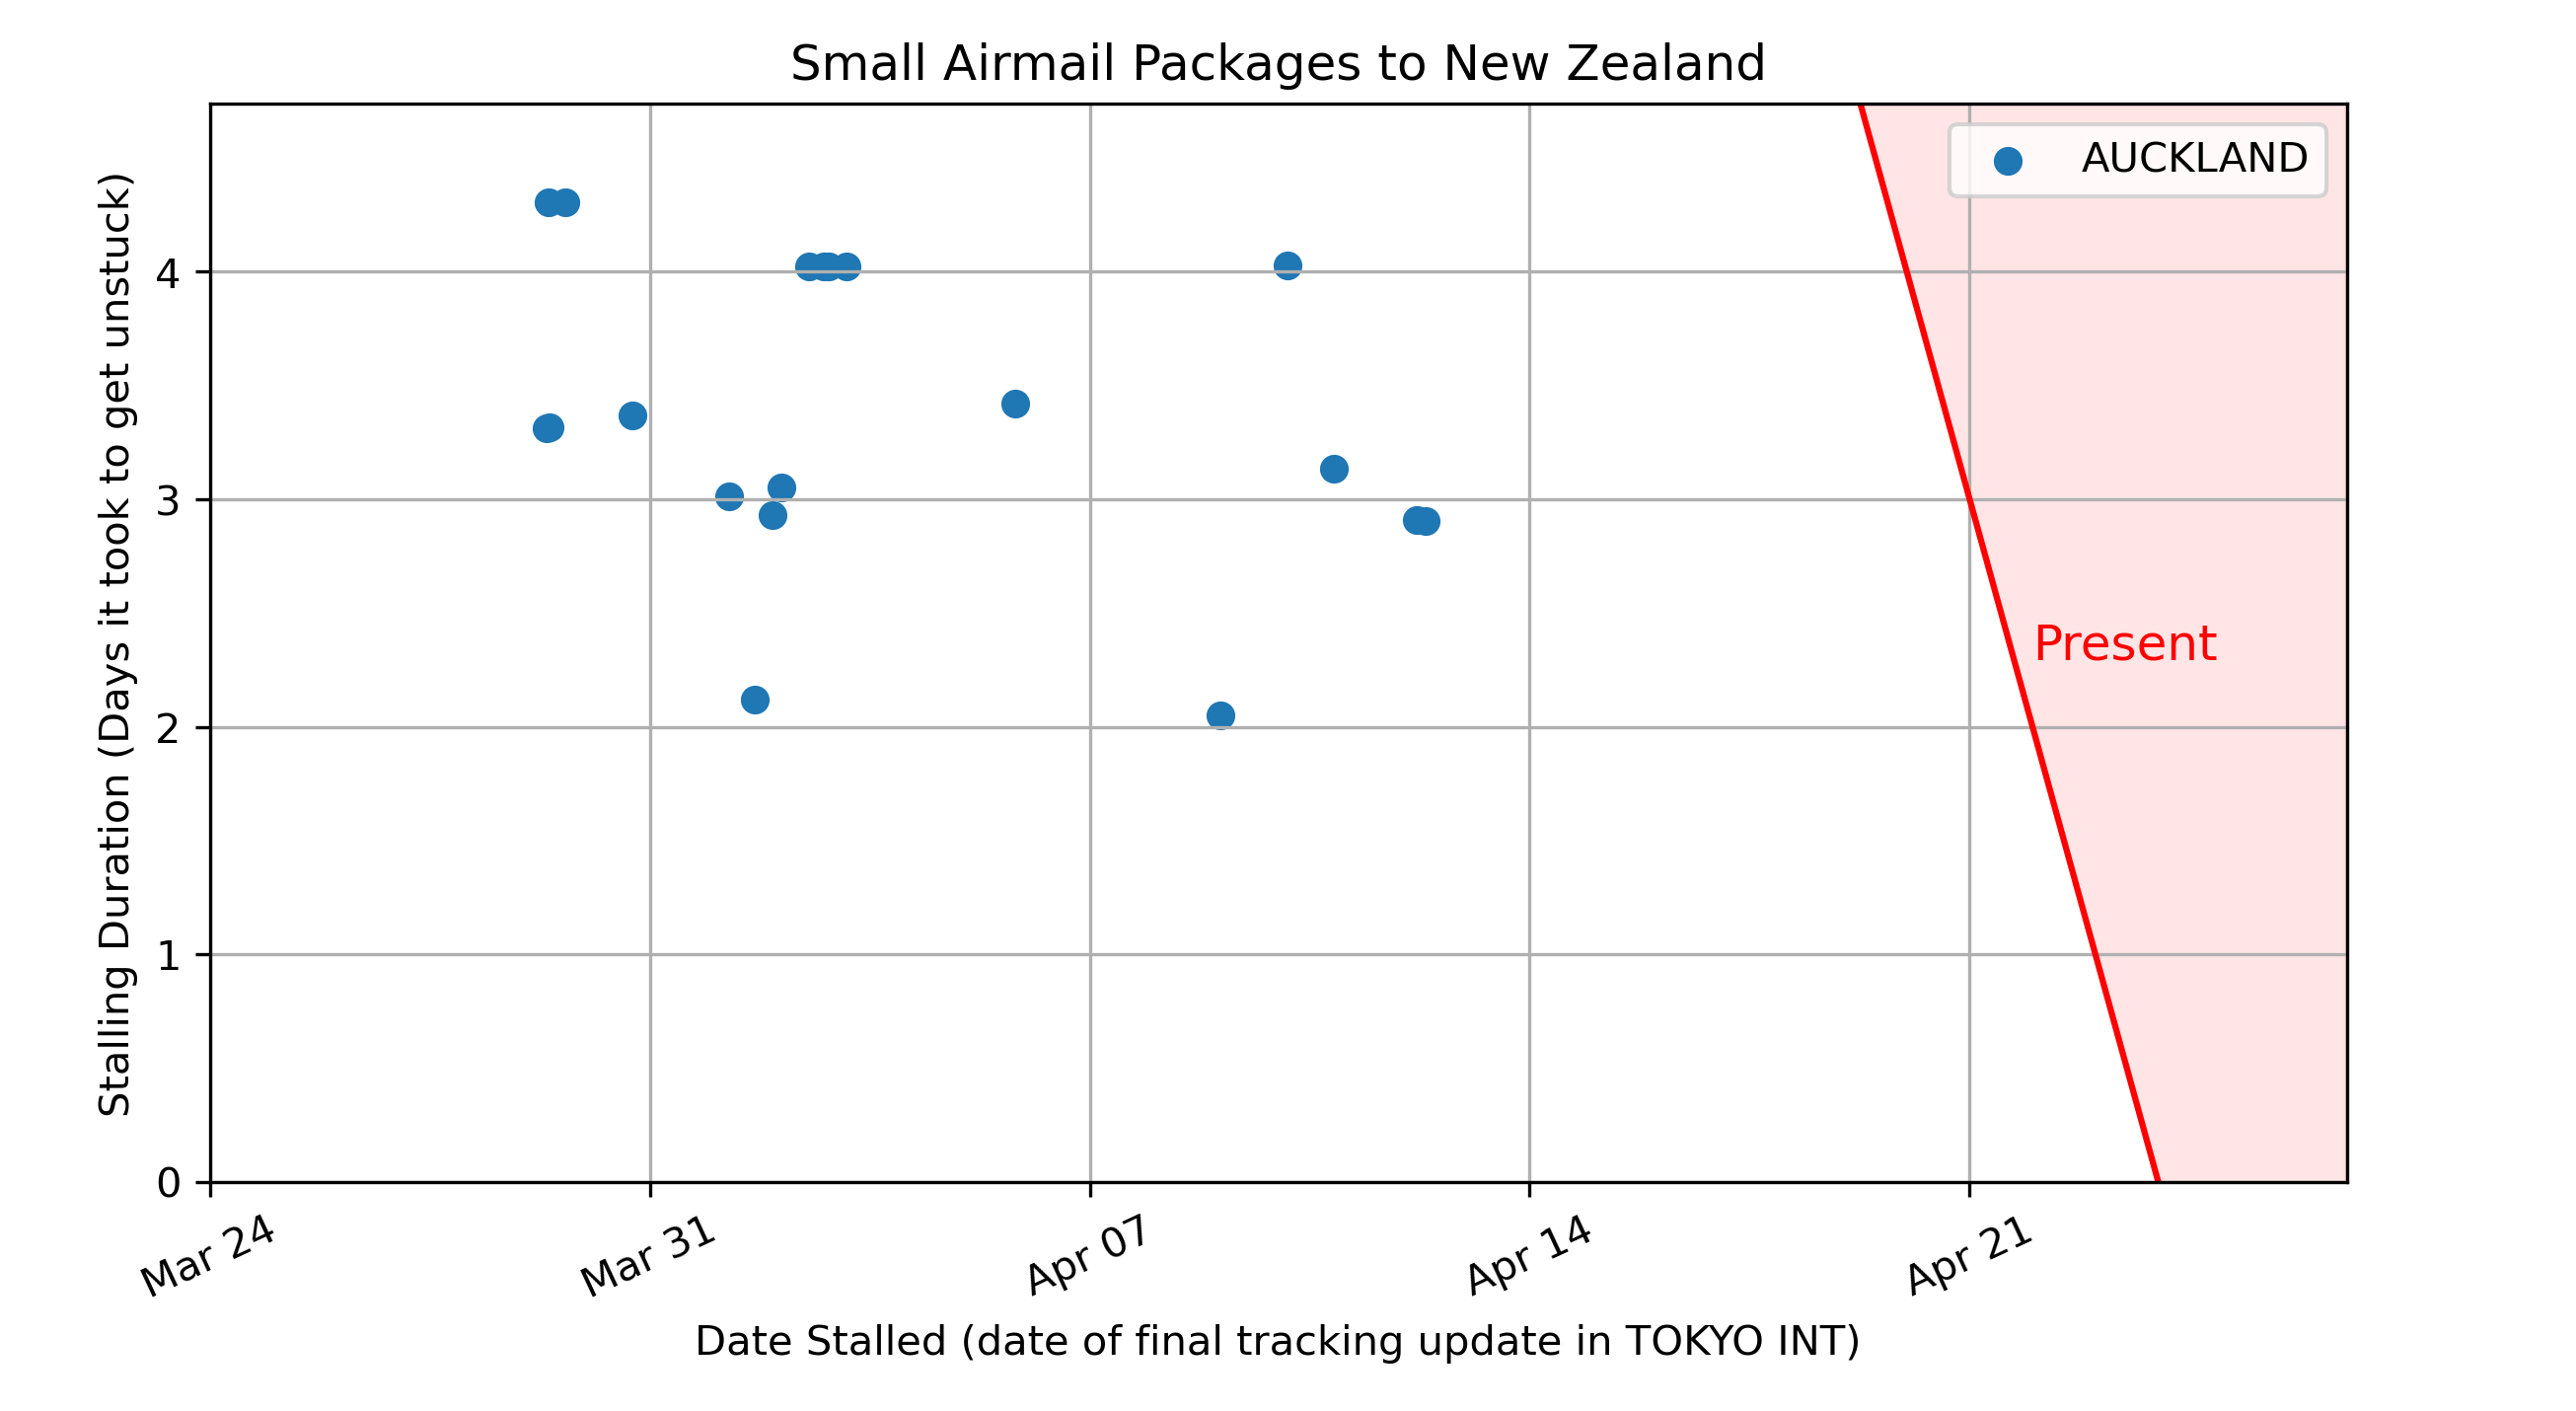 Small Airmail Packages to New Zealand
AUCKLAND
Stalling Duration (Days it took to get unstuck)
4
3
2
1
0
Present
Mar 24
Mar 31
Apr 07
Apr 14
Apr 21
Date Stalled (date of final tracking update in TOKYO INT)